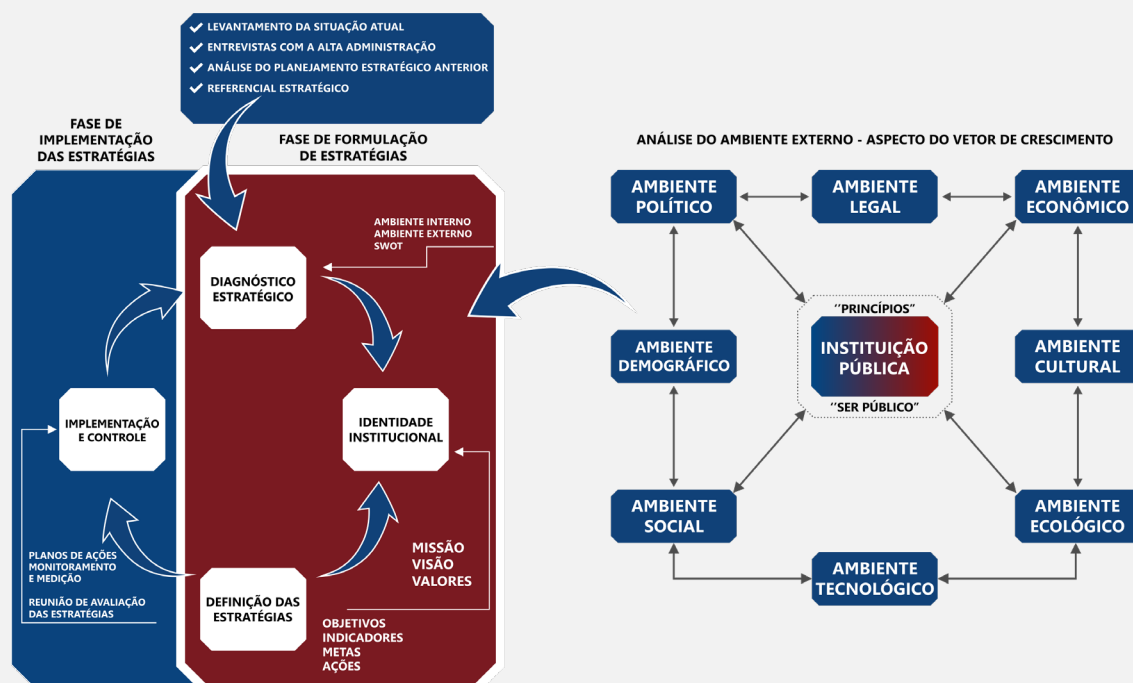 LEVANTAMENTO DA SITUAÇÃO ATUAL
ENTREVISTAS COM A ALTA ADMINISTRAÇÃO
ANÁLISE DO PLANEJAMENTO ESTRATÉGICO ANTERIOR
REFERENCIAL ESTRATÉGICO
FASE DE
IMPLEMENTAÇÃO
DAS ESTRATÉGIAS
FASE DE FORMULAÇÃO
DE ESTRATÉGIAS
AMBIENTE INTERNO
AMBIENTE EXTERNO
SWOT
DIAGNÓSTICO
ESTRATÉGICO
IMPLEMENTAÇÃO
E CONTROLE
IDENTIDADE
INSTITUCIONAL
PLANOS DE AÇÕES
MONITORAMENTO
E MEDIÇÃO
REUNIÃO DE AVALIAÇÃO
DAS ESTRATÉGIAS
DEFINIÇÃO DAS
ESTRATÉGIAS
MISSÃO
VISÃO
VALORES
OBJETIVOS
INDICADORES
METAS
AÇÕES
ANÁLISE DO AMBIENTE EXTERNO - ASPECTO DO VETOR DE CRESCIMENTO
AMBIENTE
POLÍTICO
AMBIENTE
LEGAL
AMBIENTE
ECONÔMICO
AMBIENTE
DEMOGRÁFICO
''PRINCÍPIOS”
INSTITUIÇÃO
PÚBLICA
''SER PÚBLICO”
AMBIENTE
CULTURAL
AMBIENTE
SOCIAL
AMBIENTE
TECNOLÓGICO
AMBIENTE
ECOLÓGICO